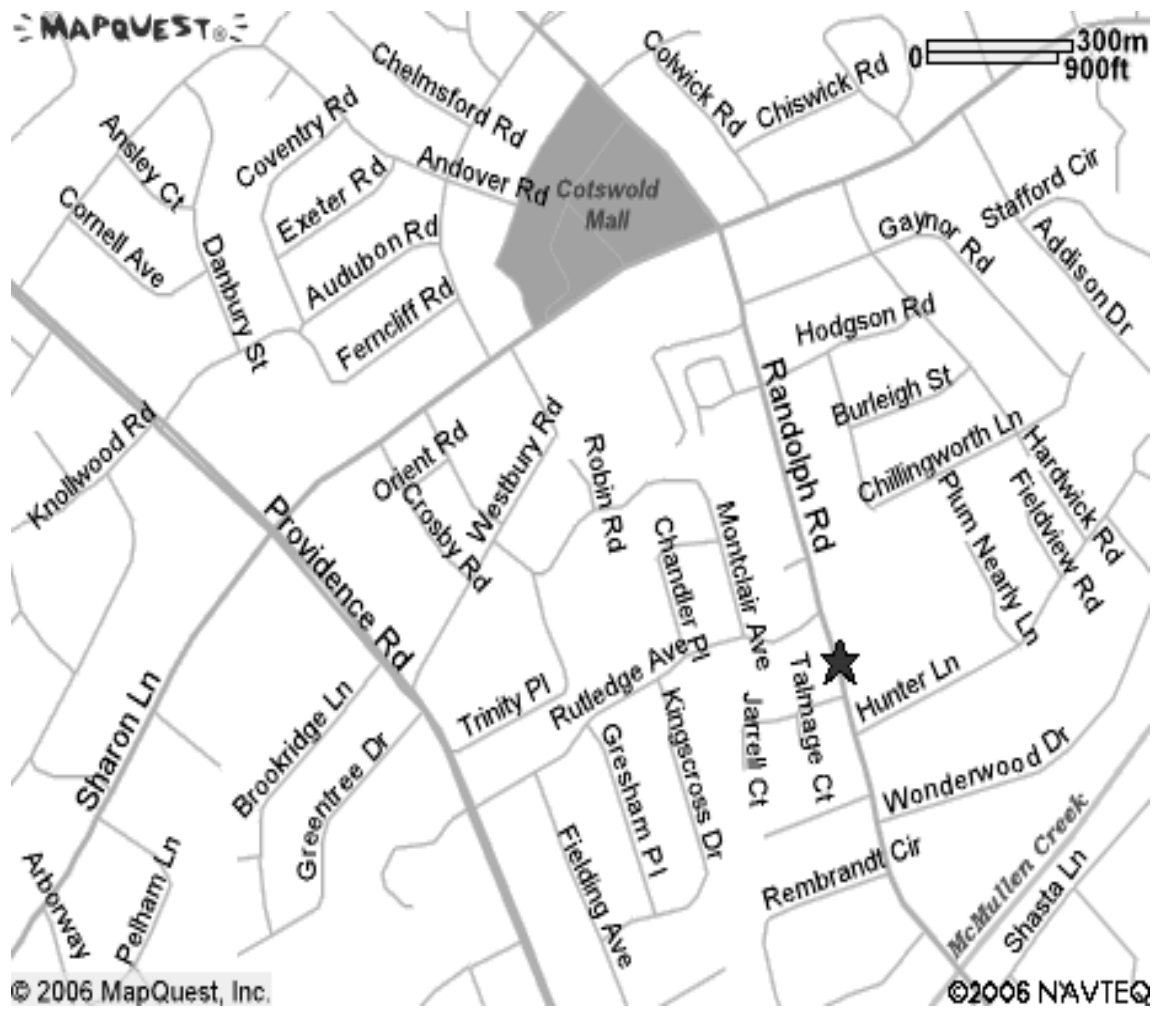 MAPQUEST®
0
300m
900ft
Chelmsford Rd
Colwick Rd
Chiswick Rd
Coventry Rd
Ansley Ct
Andover Rd
Exeter Rd
Cotswold
Mall
Stafford Cir
Cornell Ave
Gaynor Rd
Addison Dr
Danbury St
Audubon Rd
Ferncliff Rd
Hodgson Rd
Randolph Rd
Burleigh St
Knollwood Rd
Orient Rd
Westbury Rd
Robin Rd
Chillingworth Ln
Hardwick Rd
Crosby Rd
Plum Nearly Ln
Fieldview Rd
Providence Rd
Chandler Pl
Montclair Ave
Sharon Ln
Brookridge Ln
Trinity Pl
Rutledge Ave
Talmage Ct
Hunter Ln
Kingscross Dr
Jarrell Ct
Greentree Dr
Gresham Pl
Wonderwood Dr
Fielding Ave
Rembrandt Cir
McMullen Creek
Shasta Ln
Arborway
Pelham Ln
© 2006 MapQuest, Inc.
©2006 NAVTEQ